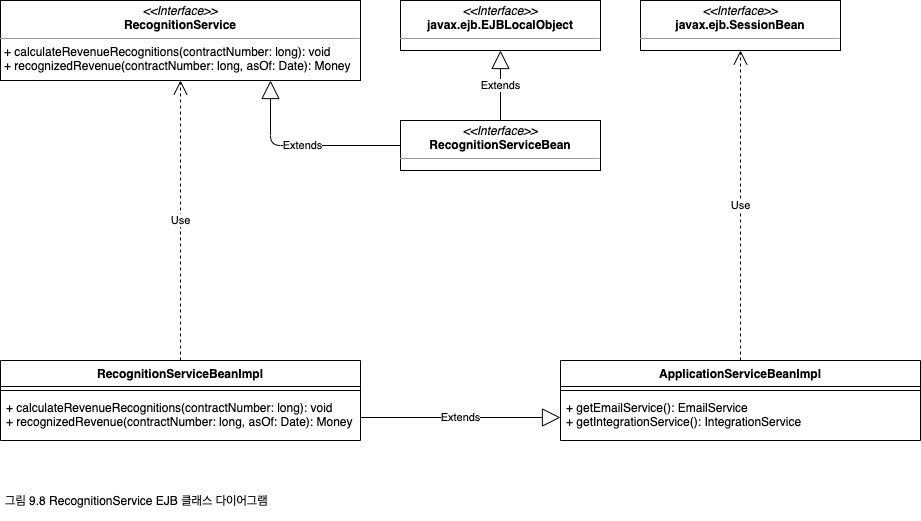 <<Interface>>
RecognitionService
+ calculateRevenueRecognitions(contractNumber: long): void
+ recognizedRevenue(contractNumber: long, asOf: Date): Money
<<Interface>>
javax.ejb.EJBLocalObject
<<Interface>>
javax.ejb.SessionBean
Extends
<<Interface>>
RecognitionServiceBean
Extends
Use
Use
RecognitionServiceBeanImpl
+ calculateRevenueRecognitions(contractNumber: long): void
+ recognizedRevenue(contractNumber: long, asOf: Date): Money
Extends
ApplicationServiceBeanImpl
+ getEmailService(): EmailService
+ getIntegrationService(): IntegrationService
그림 9.8 RecognitionService EJB 클래스 다이어그램